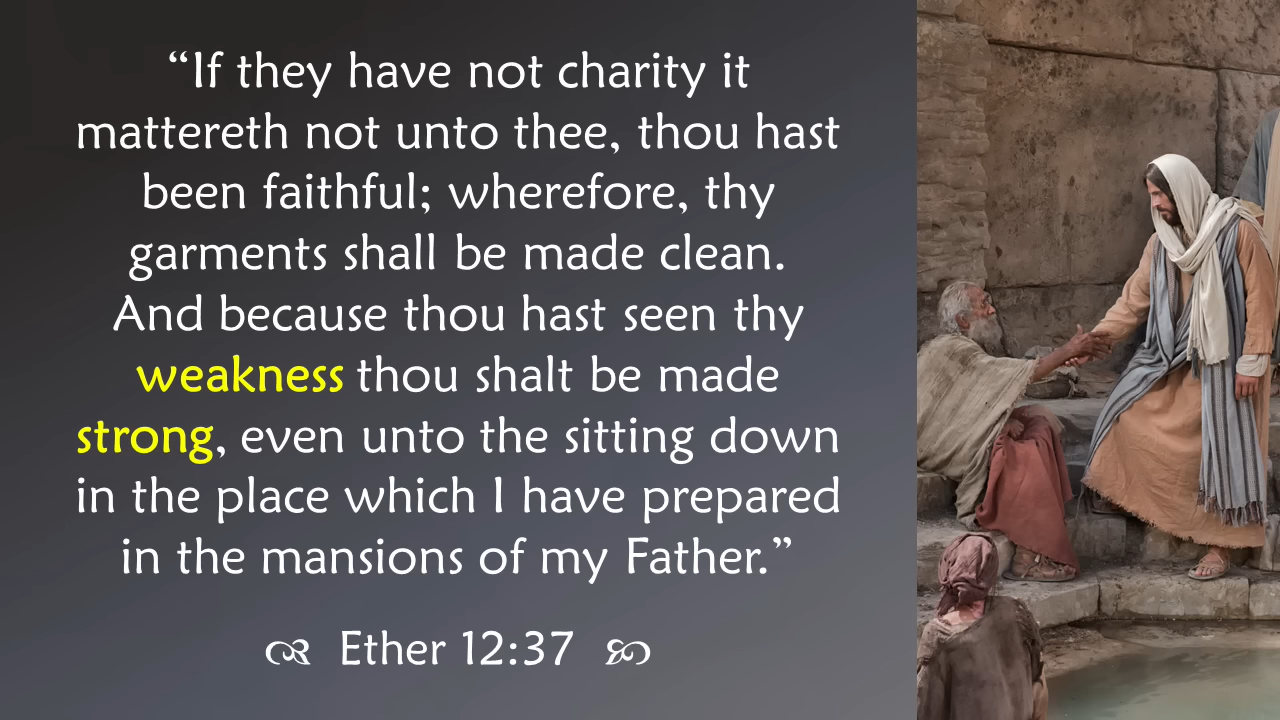 “If they have not charity it
mattereth not unto thee, thou hast
been faithful; wherefore, thy
garments shall be made clean.
And because thou hast seen thy
weakness thou shalt be made
strong, even unto the sitting down
in the place which I have prepared
in the mansions of my Father.”
Ether 12:37